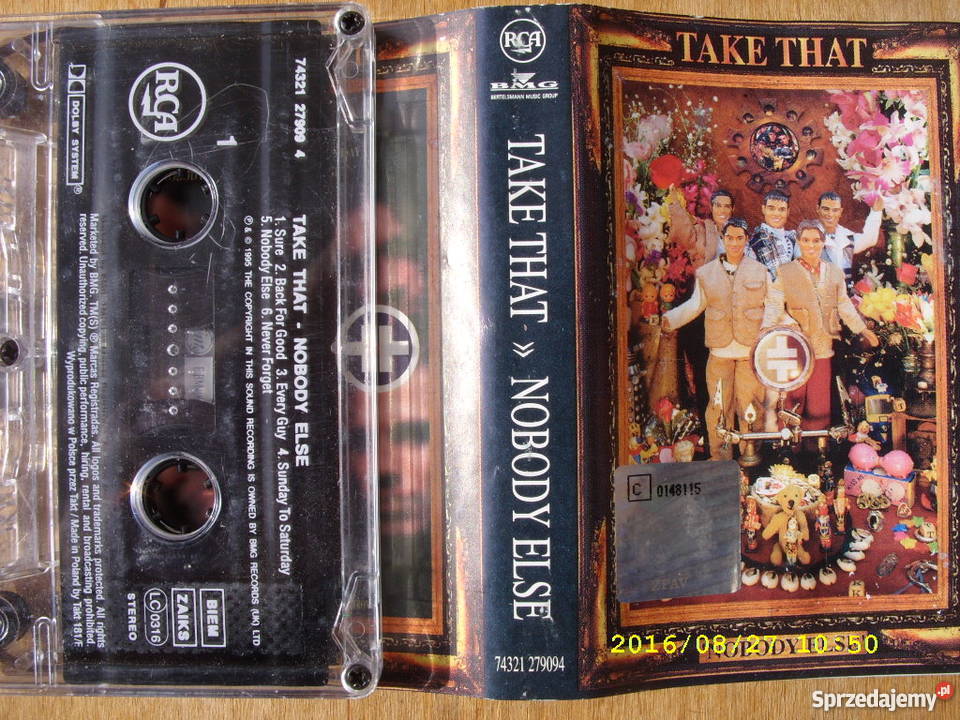 RCA
1
74321 27909 4
DOLBY SYSTEM®
TAKE THAT - NOBODY ELSE
1. Sure 2. Back For Good 3. Every Guy 4. Sunday To Saturday
5. Nobody Else 6. Never Forget
℗ & © 1995 THE COPYRIGHT IN THIS SOUND RECORDING IS OWNED BY BMG RECORDS (UK) LTD
Marketed by BMG. TM(S) ® Marcas Registradas. All logos and trademarks protected. All rights
reserved. Unauthorized copying, public performance, hiring, rental and broadcasting prohibited.
Wyprodukowano w Polsce przez Takt / Made in Poland by Takt 181/F
BIEM
ZAIKS
LC 0316
STEREO
RCA
BMG
BERTELSMANN MUSIC GROUP
TAKE THAT » NOBODY ELSE
74321 279094
TAKE THAT
C 0148115
ZPAV
NOBODY ELSE
2016/08/27 10:50
Sprzedajemy.pl